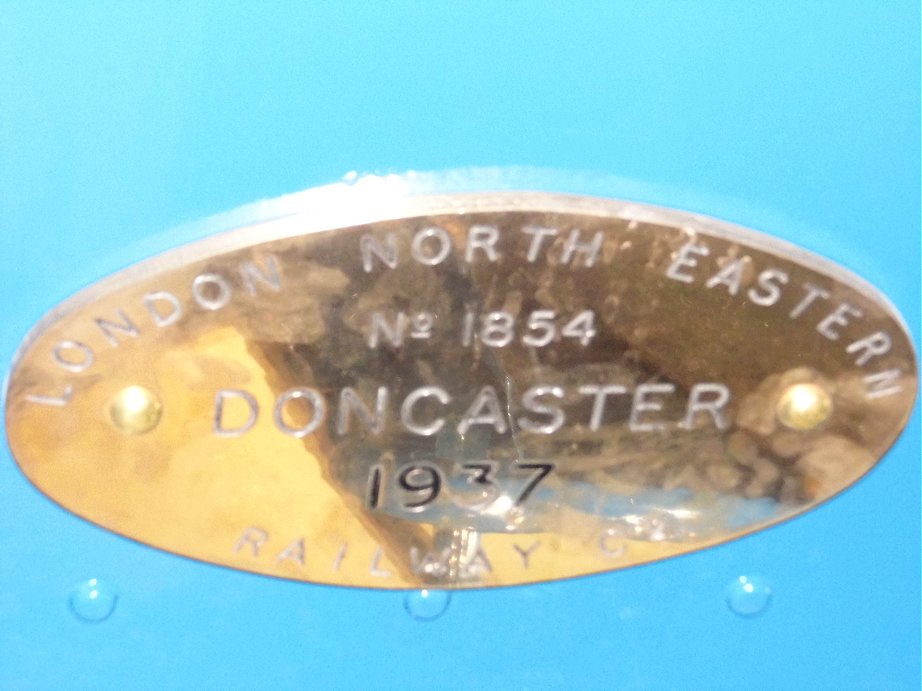 LONDON NORTH EASTERN
Nº 1854
DONCASTER
1937
RAILWAY Cº